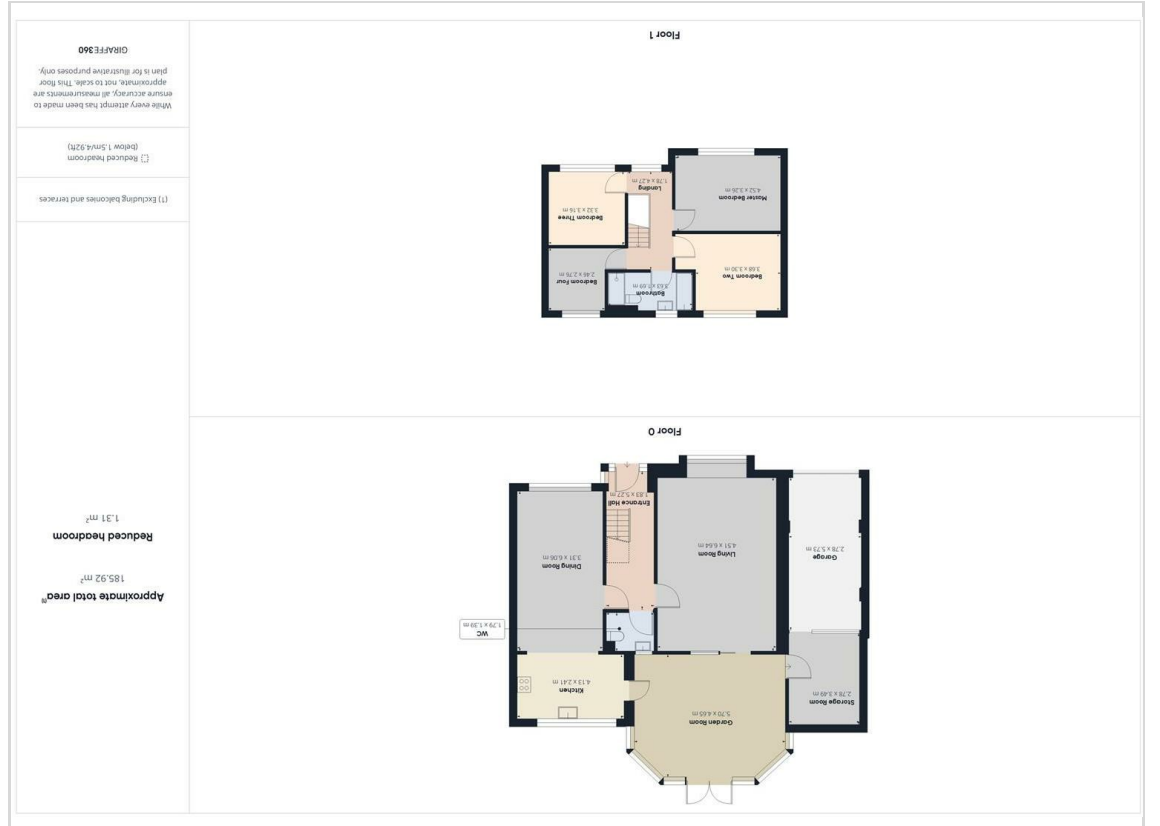 Approximate total area⁽¹⁾
185.92 m²
Reduced headroom
1.31 m²
(1) Excluding balconies and terraces
Reduced headroom
(below 1.5m/4.92ft)
While every attempt has been made to
ensure accuracy, all measurements are
approximate, not to scale. This floor
plan is for illustrative purposes only.
GIRAFFE360
Storage Room
2.78 x 3.49 m
Garage
2.78 x 5.73 m
Garden Room
5.70 x 4.65 m
Living Room
4.51 x 6.64 m
Kitchen
4.13 x 2.41 m
WC
1.79 x 1.39 m
Dining Room
3.31 x 6.06 m
Entrance Hall
1.83 x 5.27 m
Floor 0
Bedroom Two
3.68 x 3.30 m
Bathroom
3.63 x 1.69 m
Bedroom Four
2.46 x 2.76 m
Master Bedroom
4.52 x 3.26 m
Landing
1.78 x 4.27 m
Bedroom Three
3.32 x 3.16 m
Floor 1